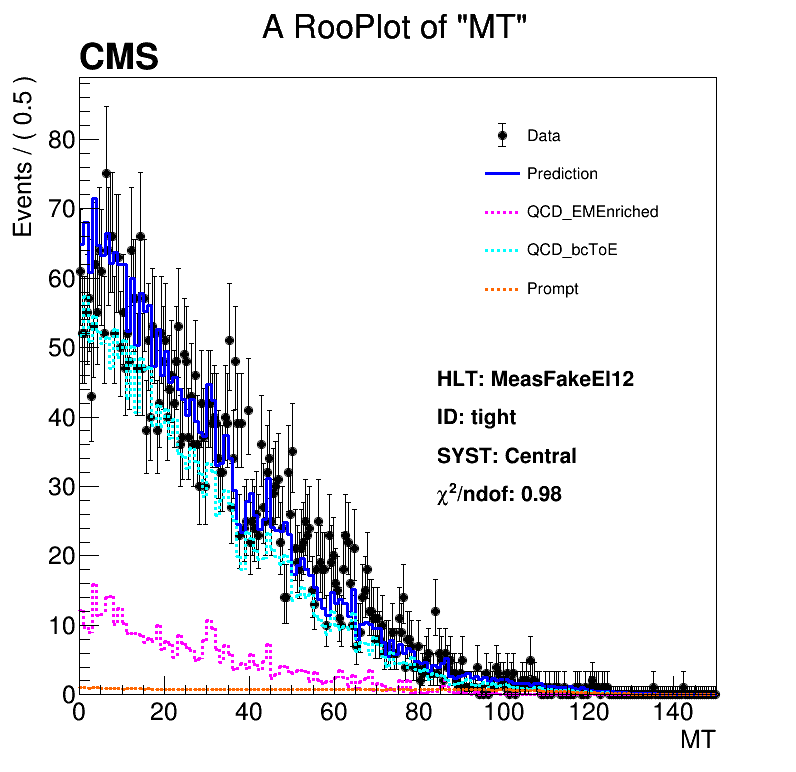 A RooPlot of "MT"
CMS
Events / ( 0.5 )
80
70
60
50
40
30
20
10
0
Data
Prediction
QCD_EMEnriched
QCD_bcToE
Prompt
HLT: MeasFakeEl12
ID: tight
SYST: Central
χ²/ndof: 0.98
0 20 40 60 80 100 120 140
MT